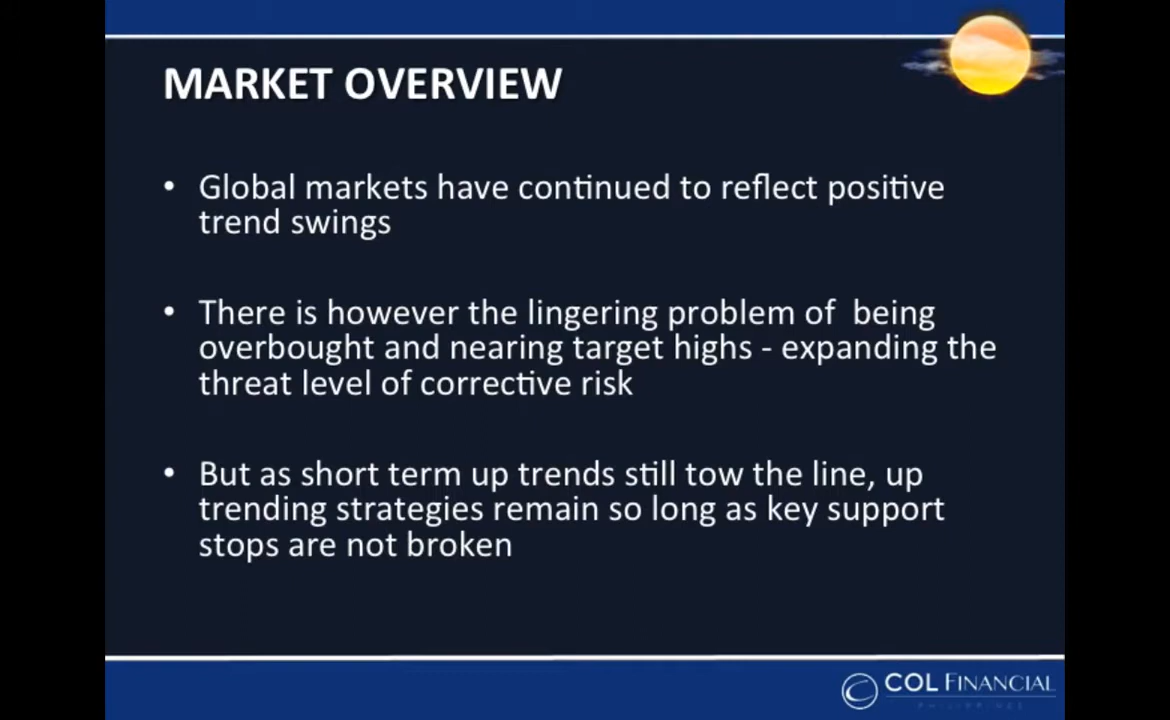 MARKET OVERVIEW
• Global markets have continued to reflect positive
trend swings
• There is however the lingering problem of  being
overbought and nearing target highs - expanding the
threat level of corrective risk
• But as short term up trends still tow the line, up
trending strategies remain so long as key support
stops are not broken
COL FINANCIAL
PHILIPPINES